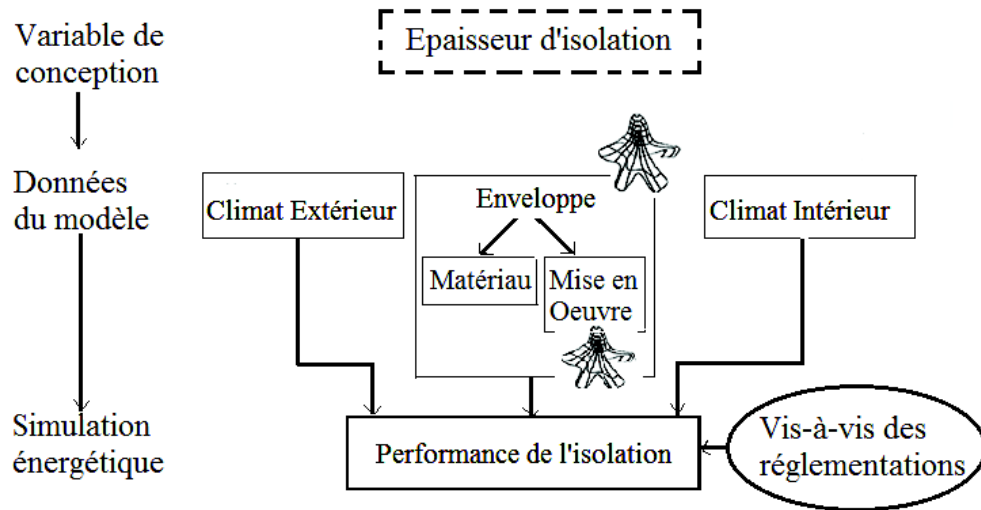 Variable de
conception
Epaisseur d'isolation
Données
du modèle
Climat Extérieur
Enveloppe
Matériau
Mise en
Oeuvre
Climat Intérieur
Simulation
énergétique
Performance de l'isolation
Vis-à-vis des
réglementations